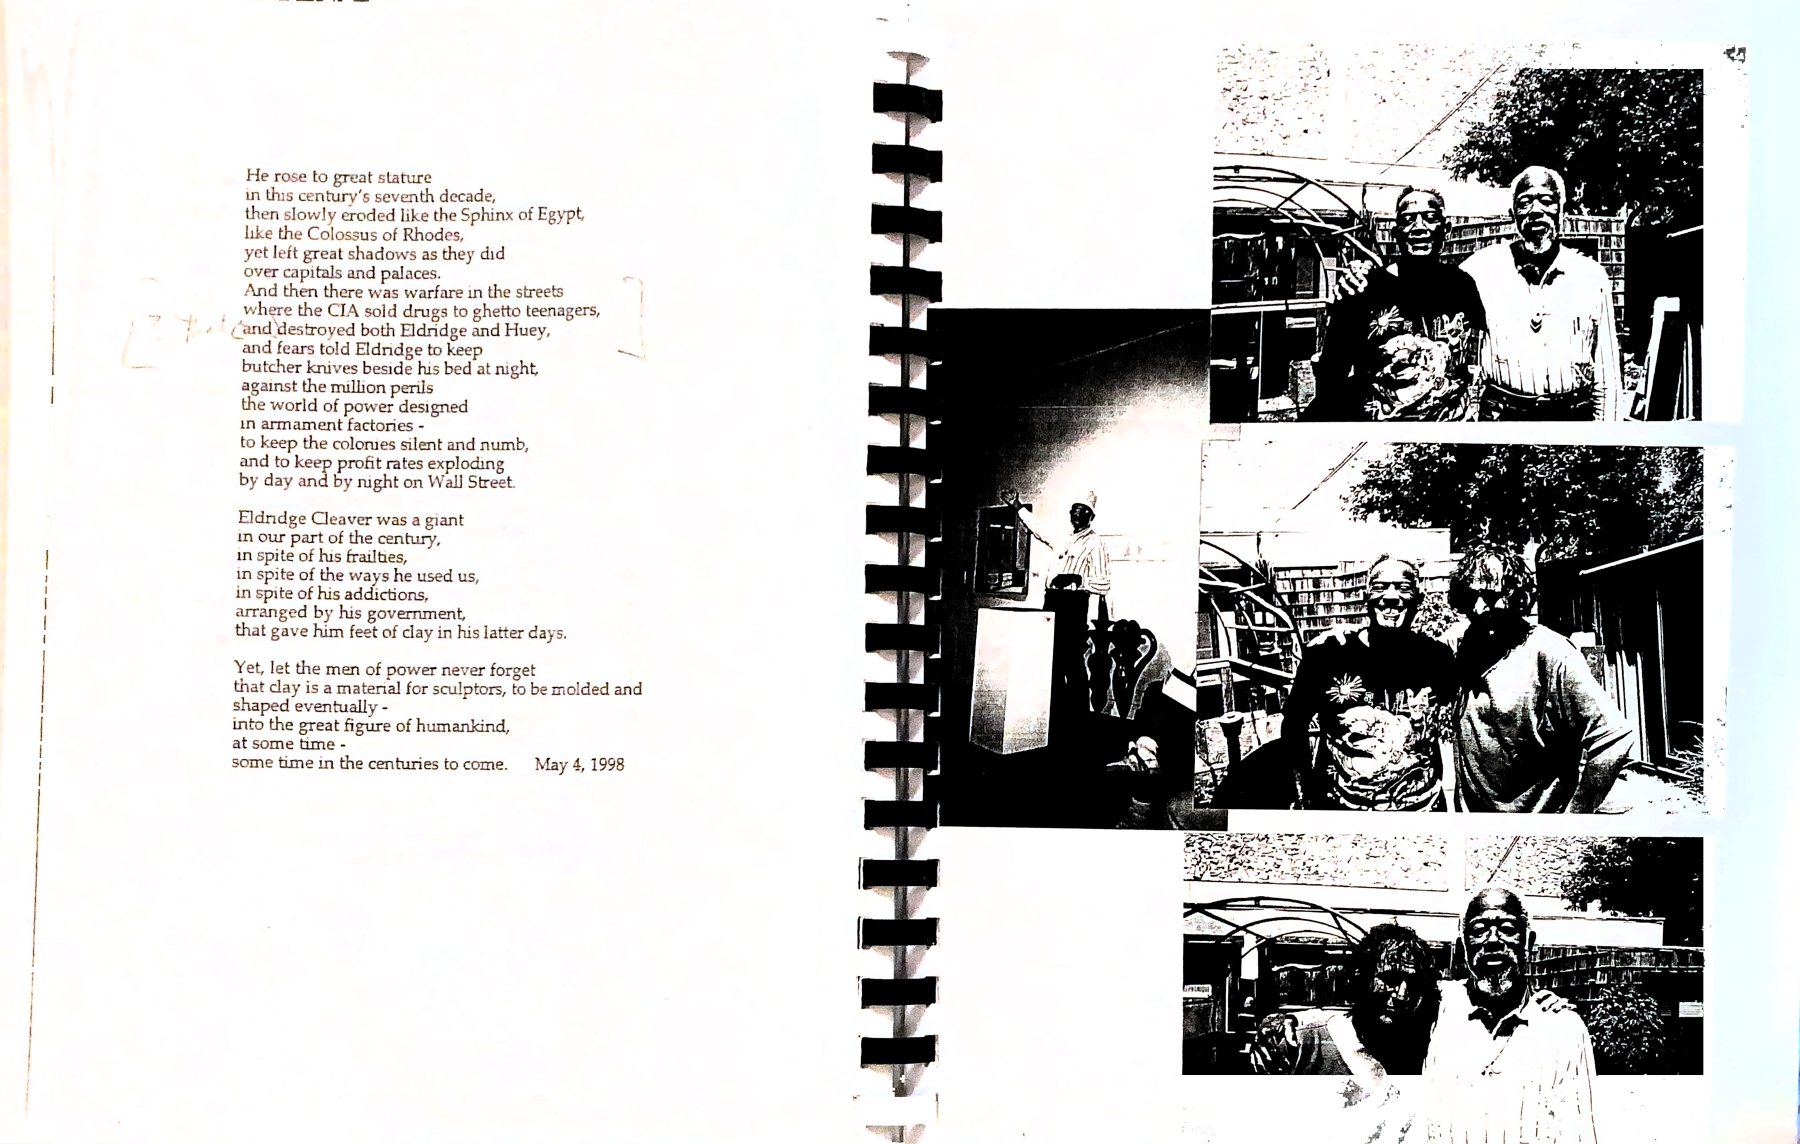 He rose to great stature
in this century's seventh decade,
then slowly eroded like the Sphinx of Egypt,
like the Colossus of Rhodes,
yet left great shadows as they did
over capitals and palaces.
And then there was warfare in the streets
where the CIA sold drugs to ghetto teenagers,
and destroyed both Eldridge and Huey,
and fears told Eldridge to keep
butcher knives beside his bed at night,
against the million perils
the world of power designed
in armament factories -
to keep the colonies silent and numb,
and to keep profit rates exploding
by day and by night on Wall Street.
Eldridge Cleaver was a giant
in our part of the century,
in spite of his frailties,
in spite of the ways he used us,
in spite of his addictions,
arranged by his government,
that gave him feet of clay in his latter days.
Yet, let the men of power never forget
that clay is a material for sculptors, to be molded and
shaped eventually -
into the great figure of humankind,
at some time -
some time in the centuries to come. May 4, 1998